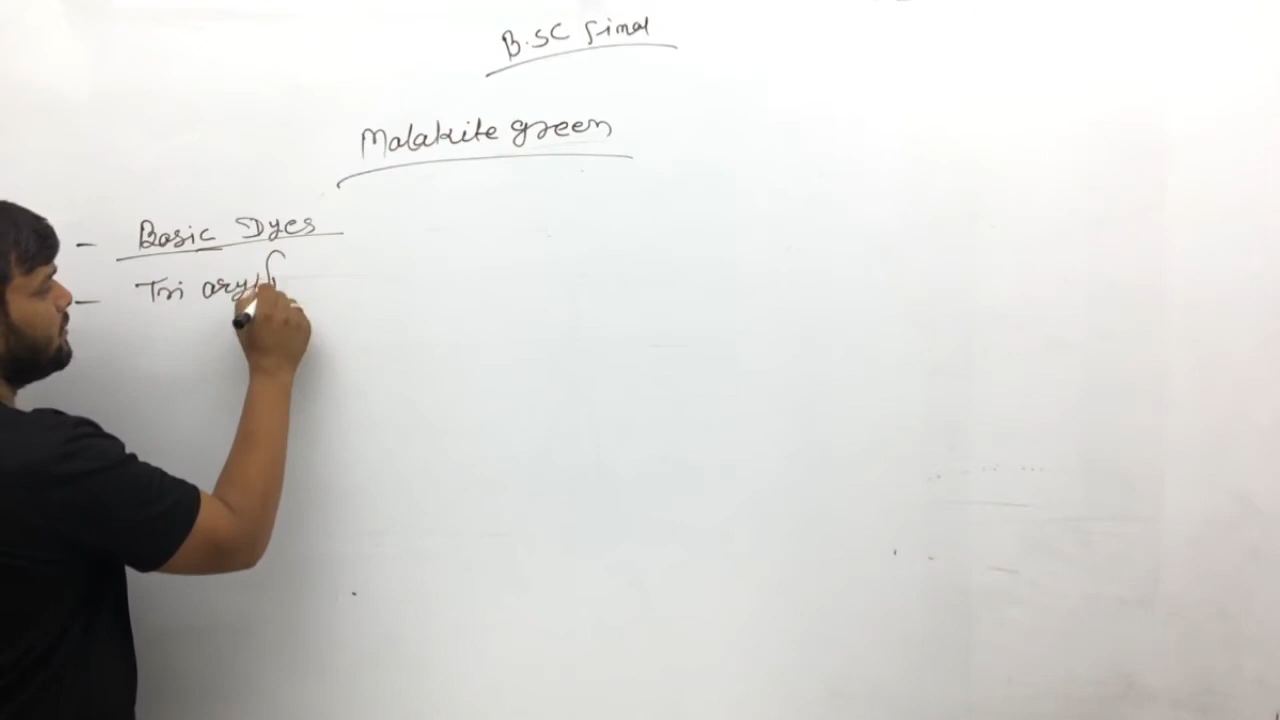 B.SC final
Malakite green
- Basic Dyes
- Tri aryl